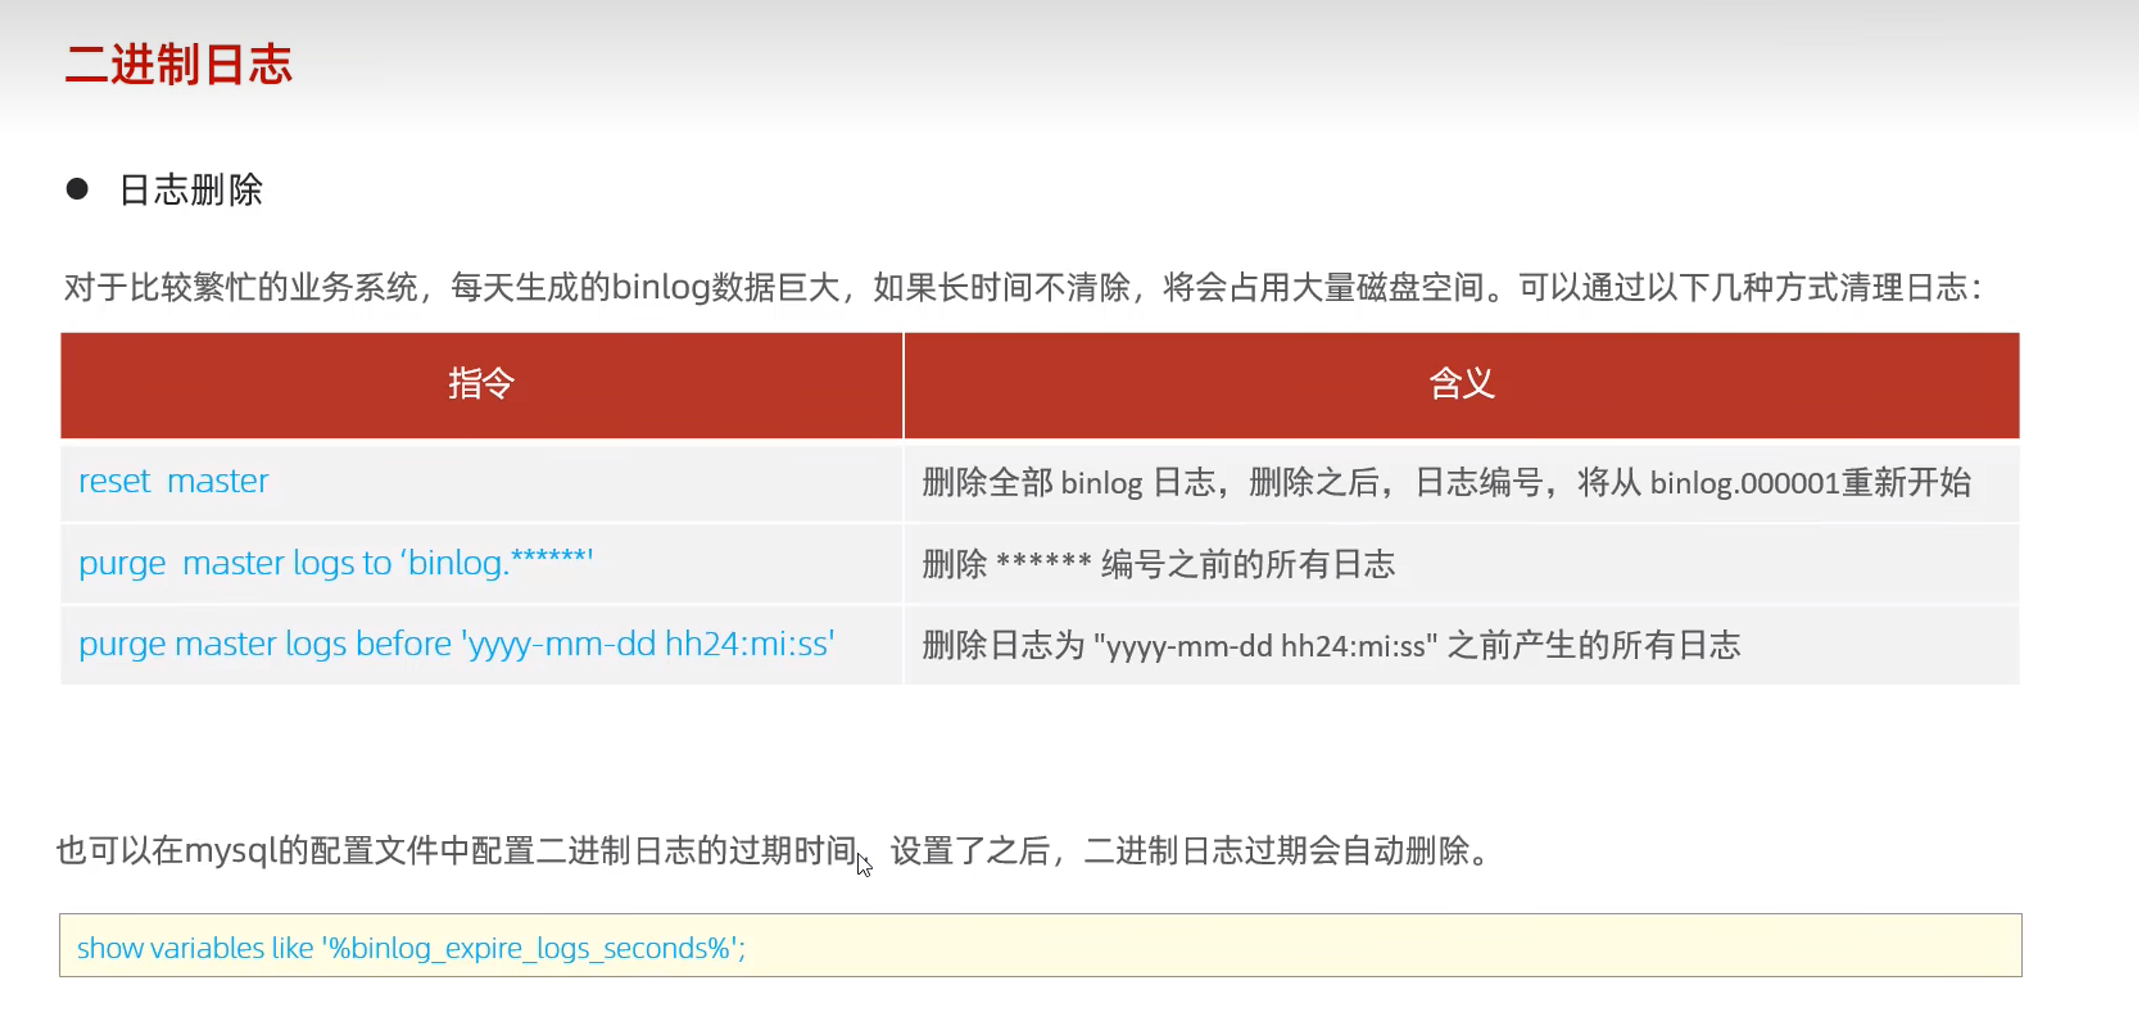 二进制日志
● 日志删除
对于比较繁忙的业务系统，每天生成的binlog数据巨大，如果长时间不清除，将会占用大量磁盘空间。可以通过以下几种方式清理日志：
指令 含义
reset master 删除全部 binlog 日志，删除之后，日志编号，将从 binlog.000001重新开始
purge master logs to ‘binlog.******' 删除 ****** 编号之前的所有日志
purge master logs before 'yyyy-mm-dd hh24:mi:ss' 删除日志为 "yyyy-mm-dd hh24:mi:ss" 之前产生的所有日志
也可以在mysql的配置文件中配置二进制日志的过期时间，设置了之后，二进制日志过期会自动删除。
show variables like '%binlog_expire_logs_seconds%';